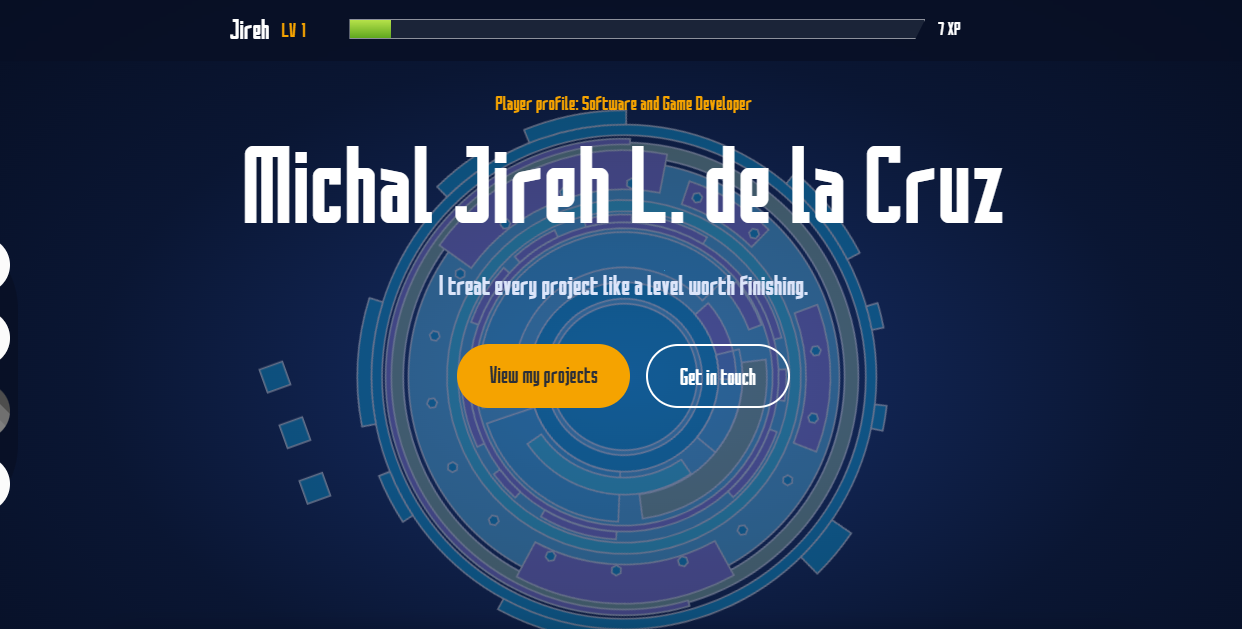 Jireh LV 1 7 XP
Player profile: Software and Game Developer
Michal Jireh L. de la Cruz
I treat every project like a level worth finishing.
View my projects Get in touch